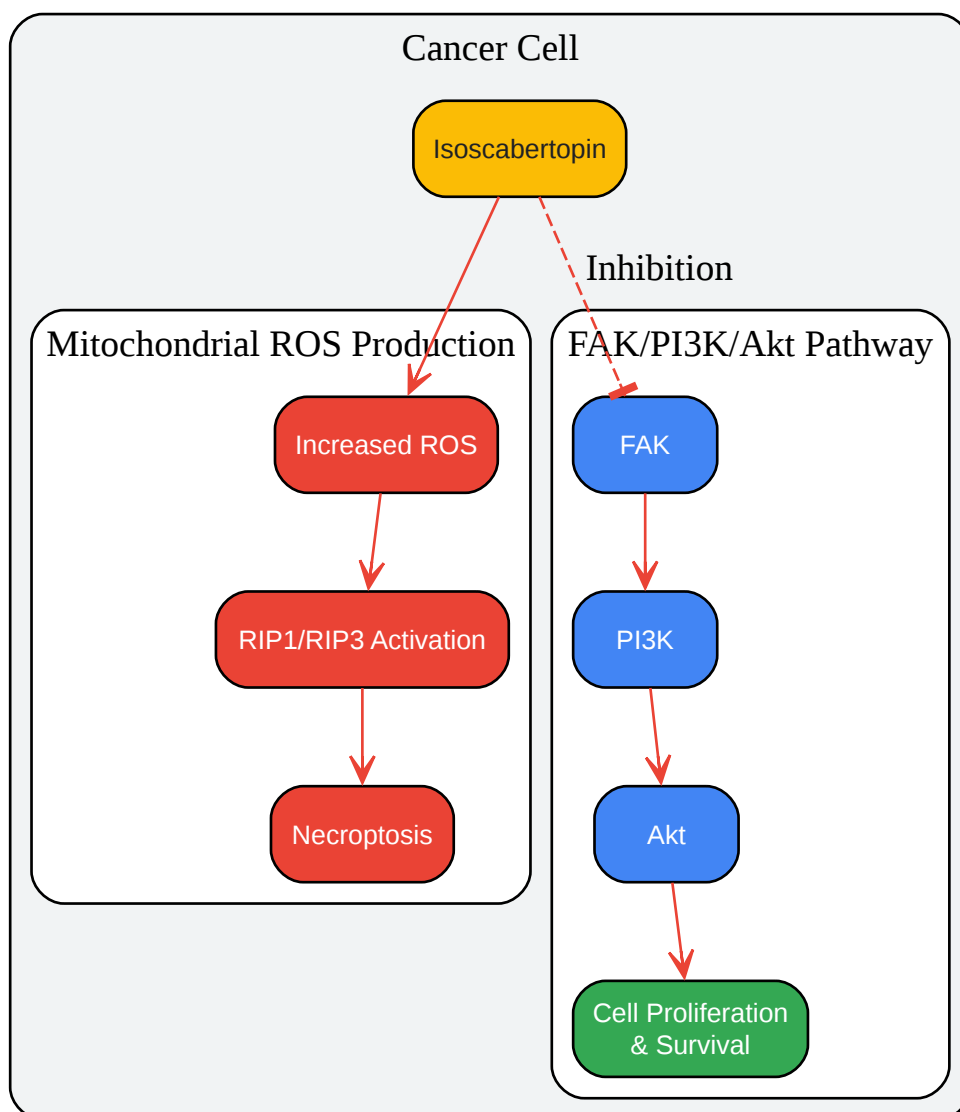 Cancer Cell
Isoscabertopin
Inhibition
Mitochondrial ROS Production
Increased ROS
RIP1/RIP3 Activation
Necroptosis
FAK/PI3K/Akt Pathway
FAK
PI3K
Akt
Cell Proliferation
& Survival